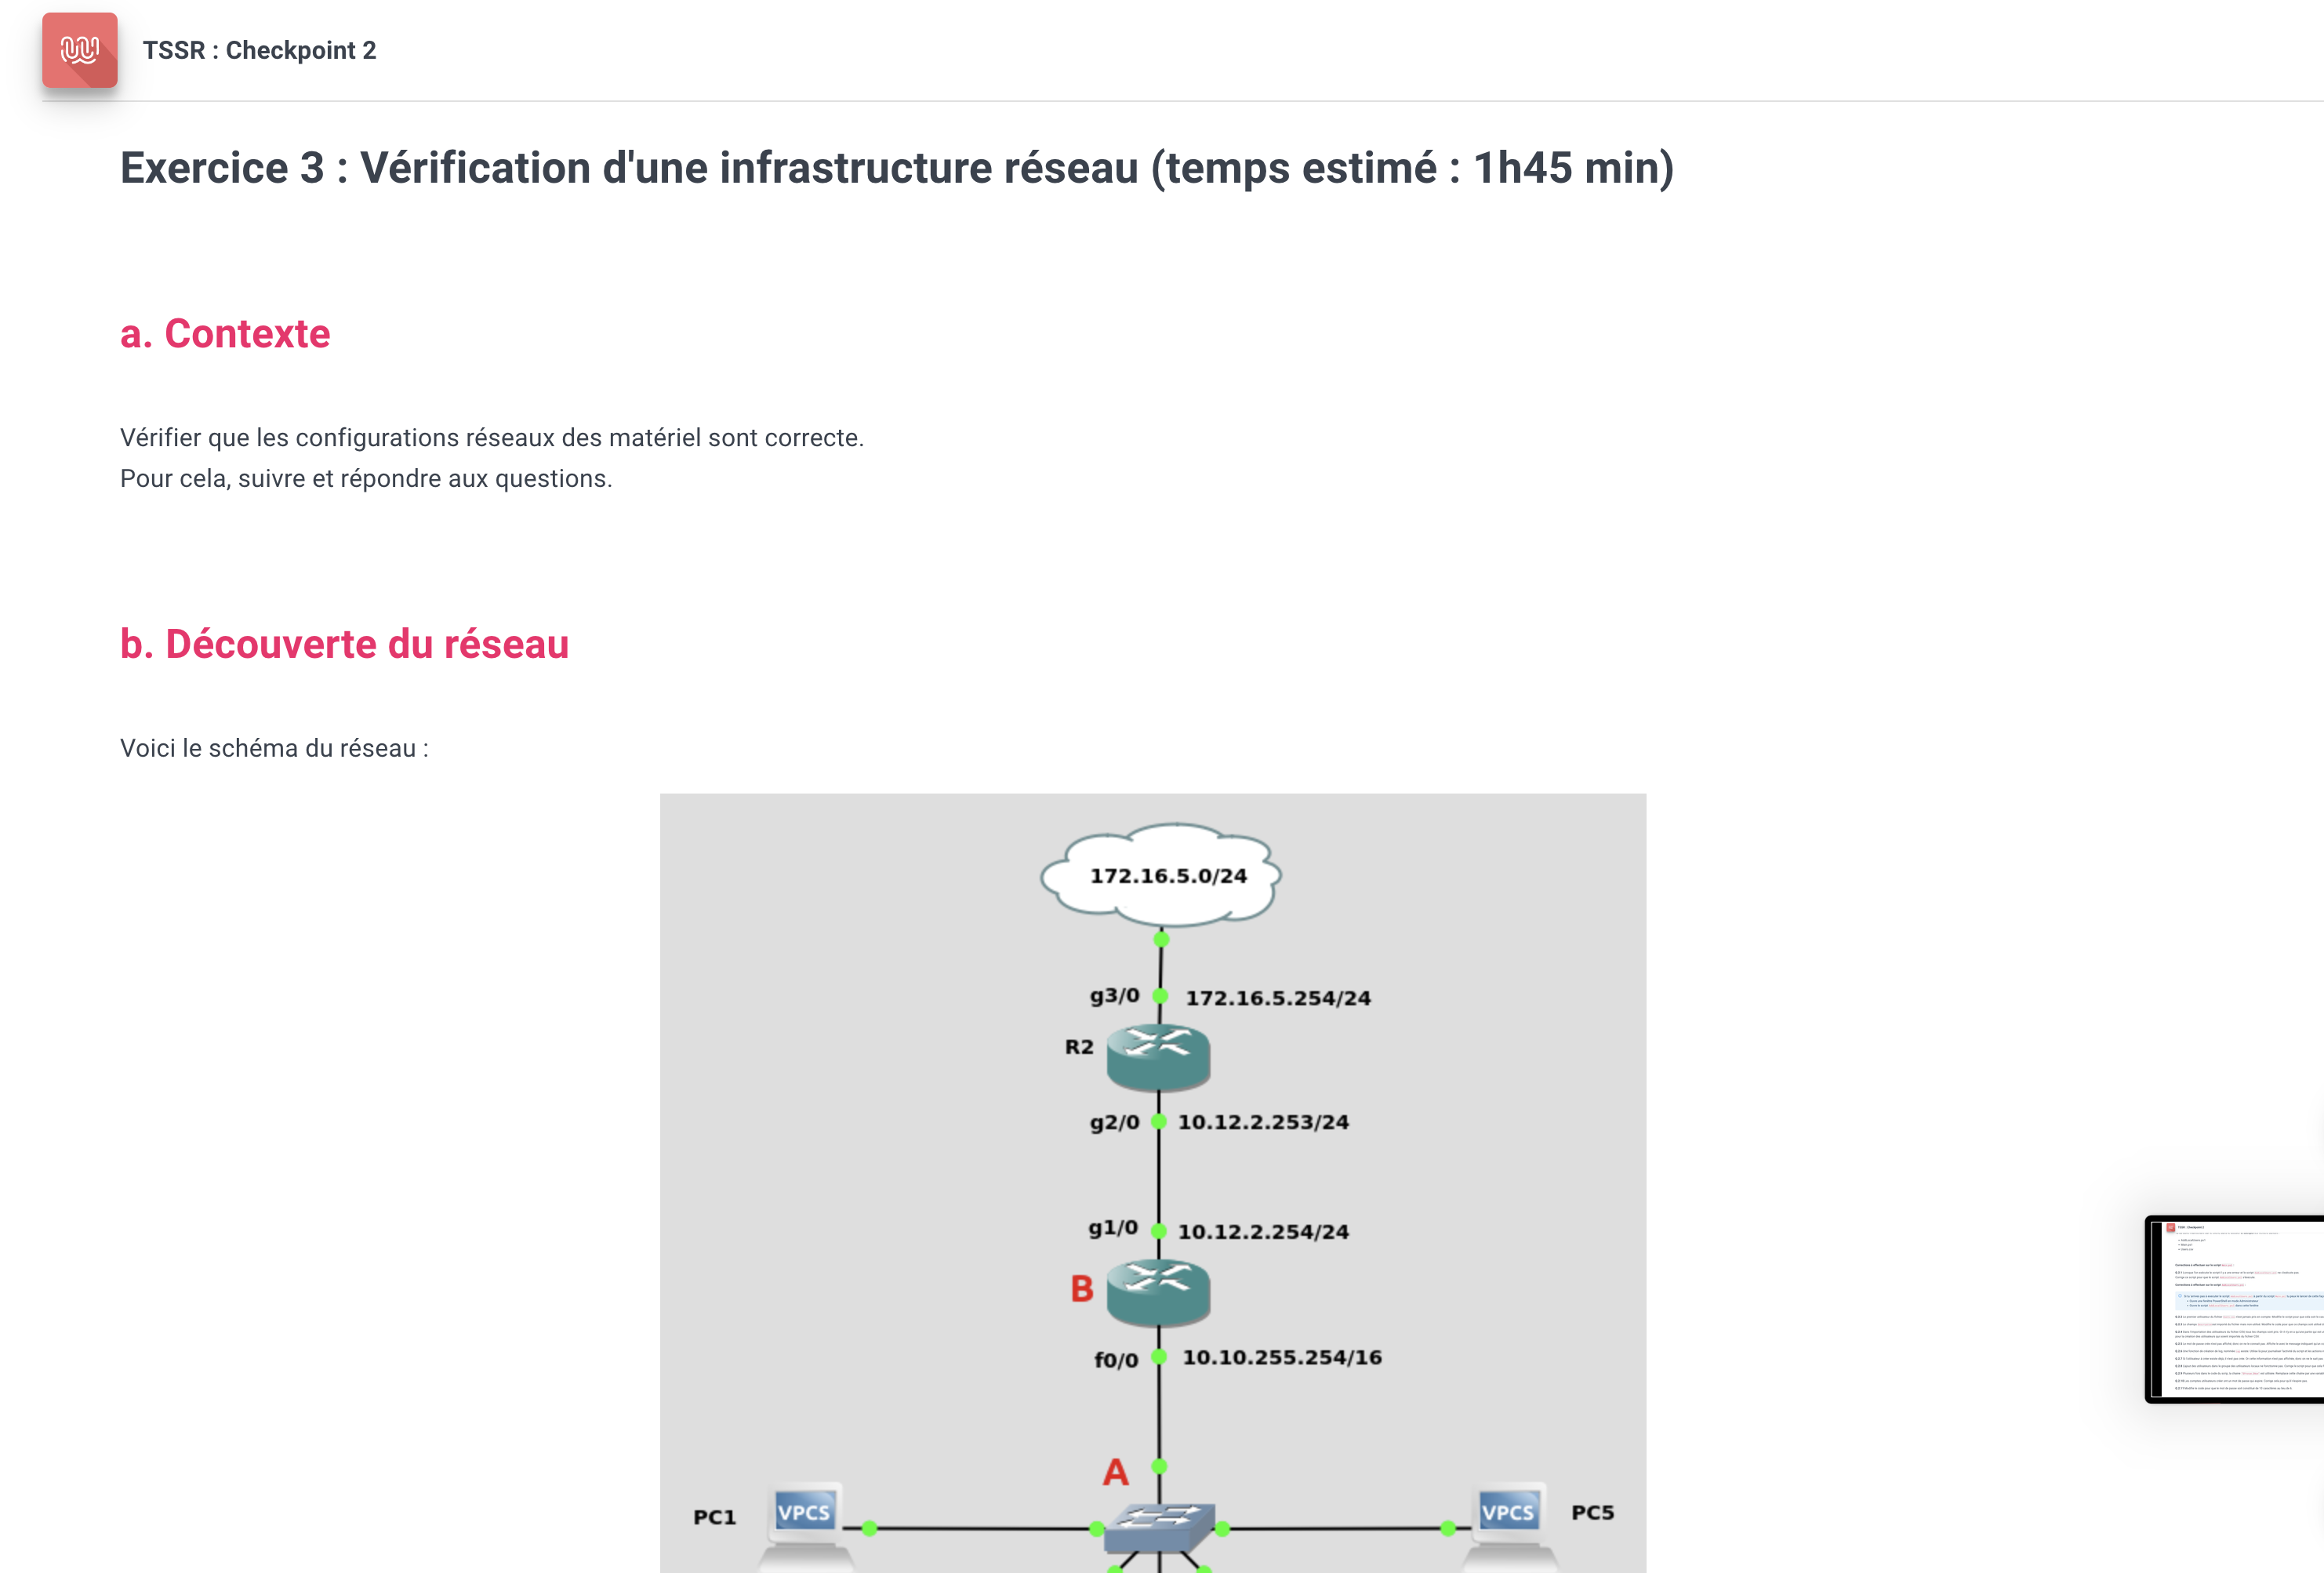 TSSR : Checkpoint 2
Exercice 3 : Vérification d'une infrastructure réseau (temps estimé : 1h45 min)
a. Contexte
Vérifier que les configurations réseaux des matériel sont correcte.
Pour cela, suivre et répondre aux questions.
b. Découverte du réseau
Voici le schéma du réseau :
172.16.5.0/24
g3/0 172.16.5.254/24
R2
g2/0 10.12.2.253/24
g1/0 10.12.2.254/24
B
f0/0 10.10.255.254/16
A
PC1 VPCS VPCS PC5